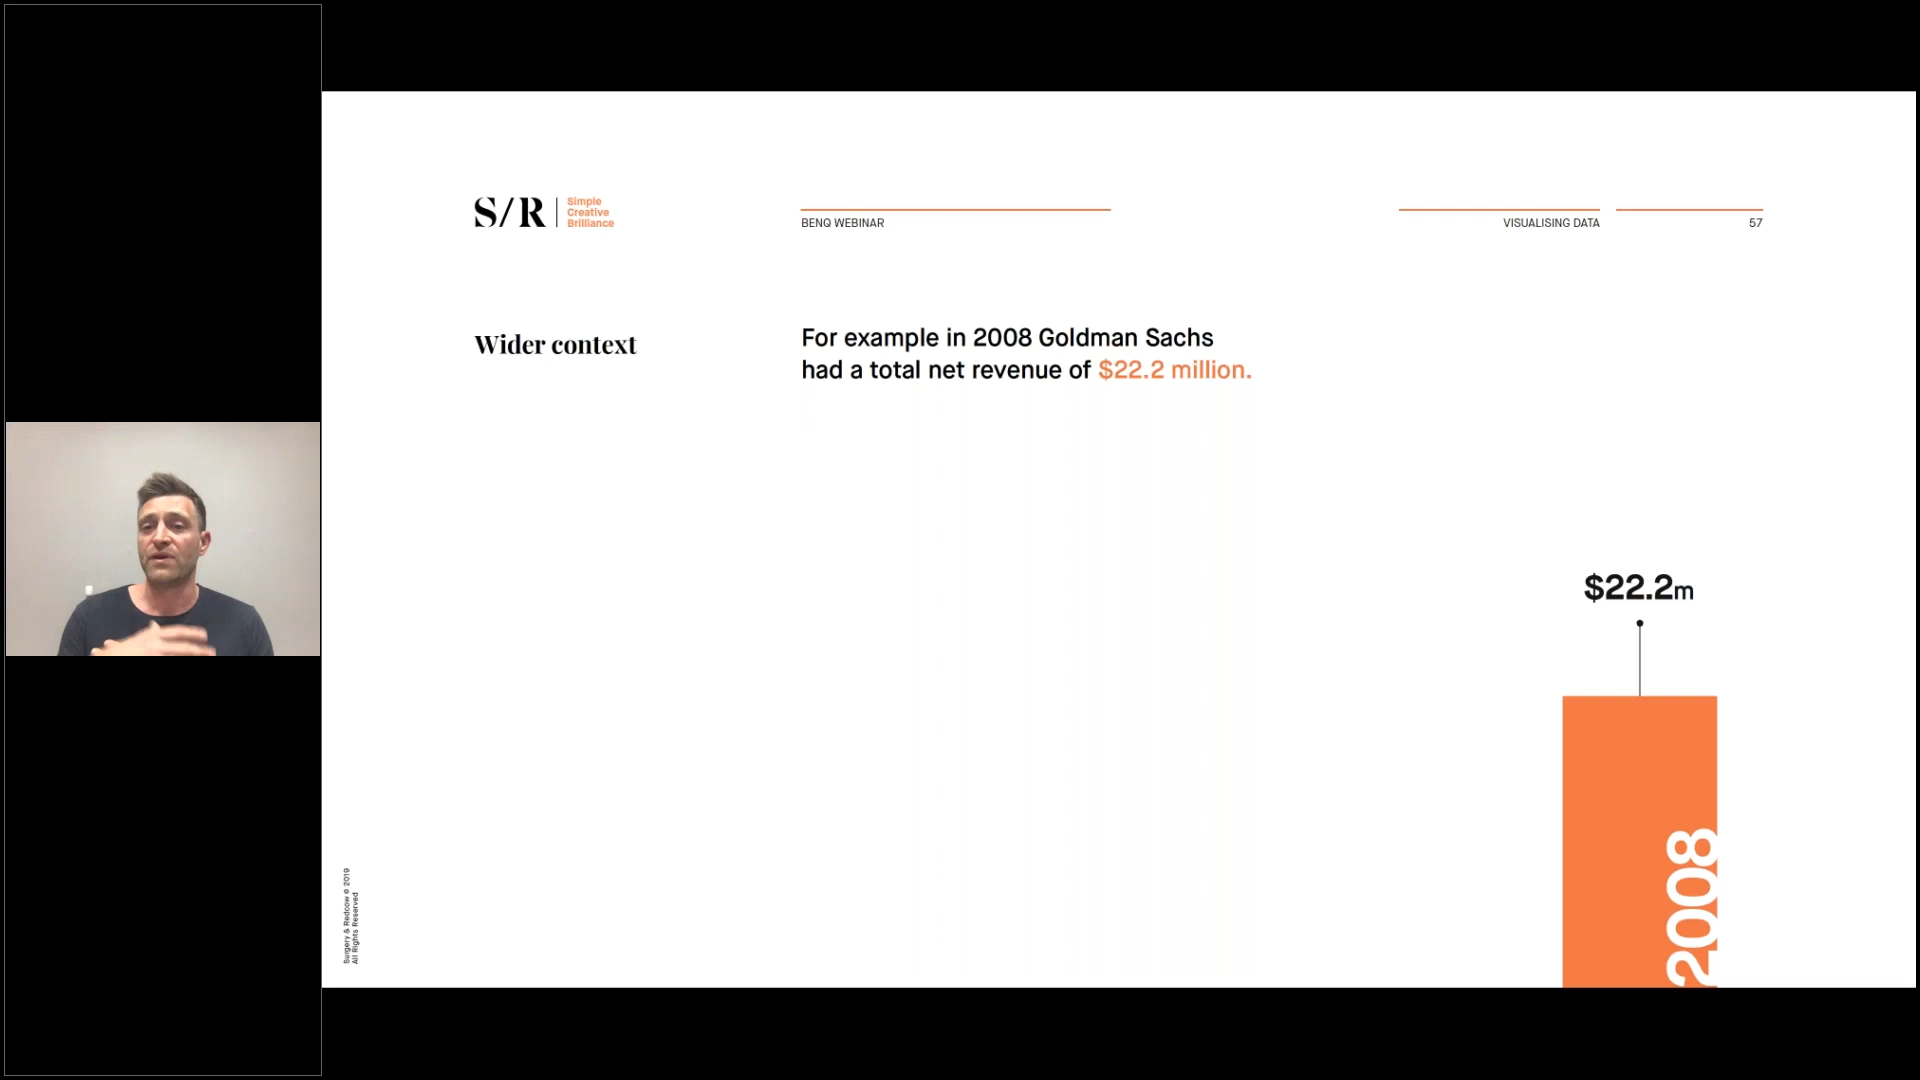 S/R
Simple
Creative
Brilliance
BENQ WEBINAR
VISUALISING DATA
57
Wider context
For example in 2008 Goldman Sachs
had a total net revenue of $22.2 million.
$22.2m
2008
Surgery & Redcow © 2019
All Rights Reserved